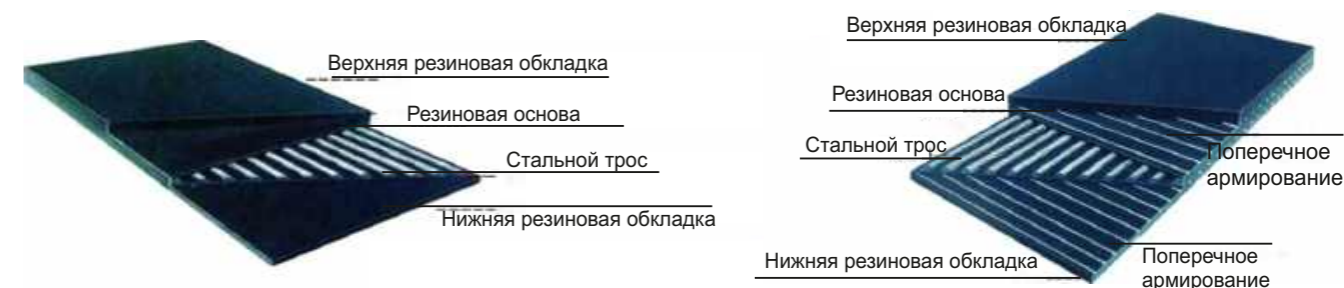 Верхняя резиновая обкладка
Резиновая основа
Стальной трос
Нижняя резиновая обкладка
Верхняя резиновая обкладка
Резиновая основа
Стальной трос
Поперечное
армирование
Нижняя резиновая обкладка
Поперечное
армирование